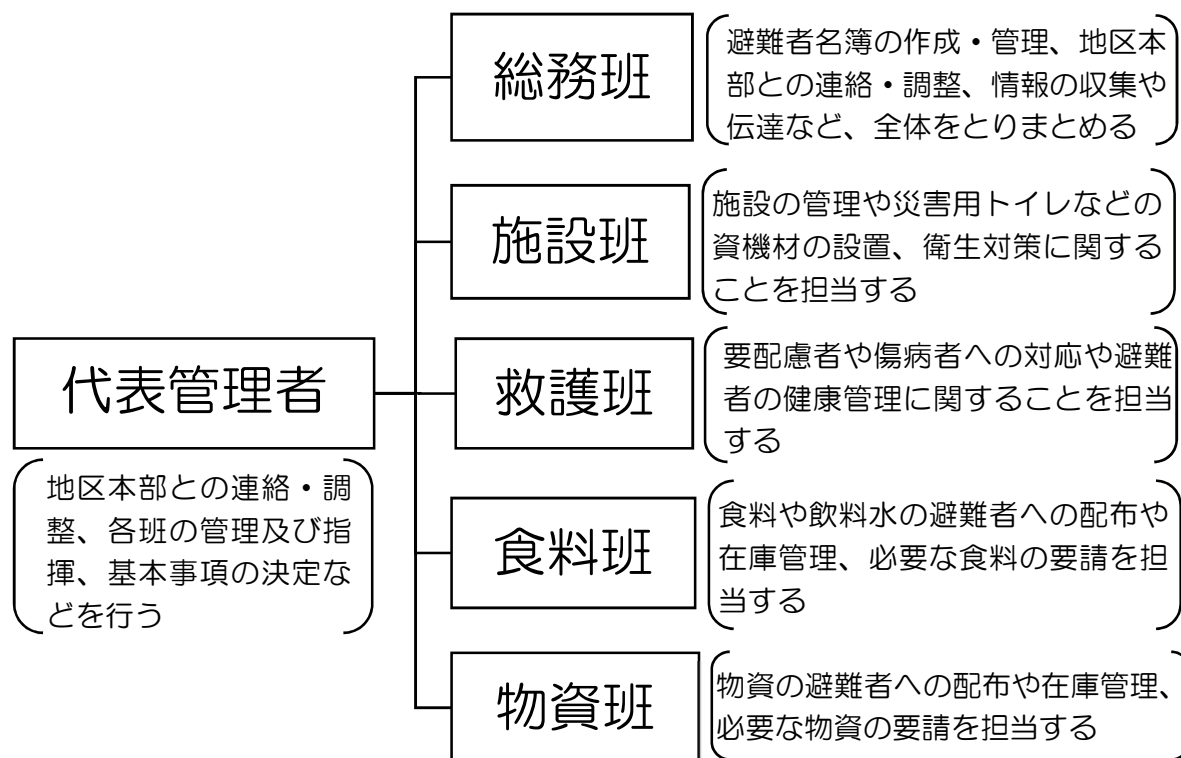 総務班
避難者名簿の作成・管理、地区本
部との連絡・調整、情報の収集や
伝達など、全体をとりまとめる
施設班
施設の管理や災害用トイレなどの
資機材の設置、衛生対策に関する
ことを担当する
代表管理者
地区本部との連絡・調
整、各班の管理及び指
揮、基本事項の決定な
どを行う
救護班
要配慮者や傷病者への対応や避難
者の健康管理に関することを担当
する
食料班
食料や飲料水の避難者への配布や
在庫管理、必要な食料の要請を担
当する
物資班
物資の避難者への配布や在庫管理、
必要な物資の要請を担当する